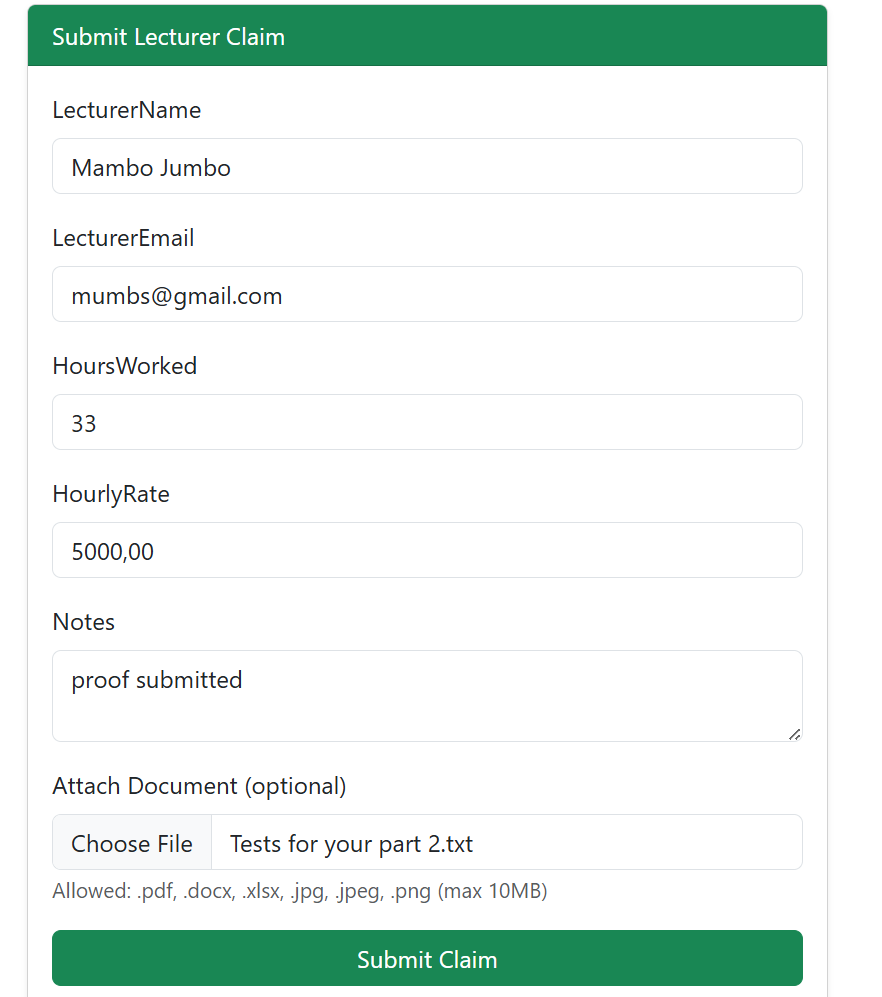 Submit Lecturer Claim
LecturerName
Mambo Jumbo
LecturerEmail
mumbs@gmail.com
HoursWorked
33
HourlyRate
5000,00
Notes
proof submitted
Attach Document (optional)
Choose File Tests for your part 2.txt
Allowed: .pdf, .docx, .xlsx, .jpg, .jpeg, .png (max 10MB)
Submit Claim